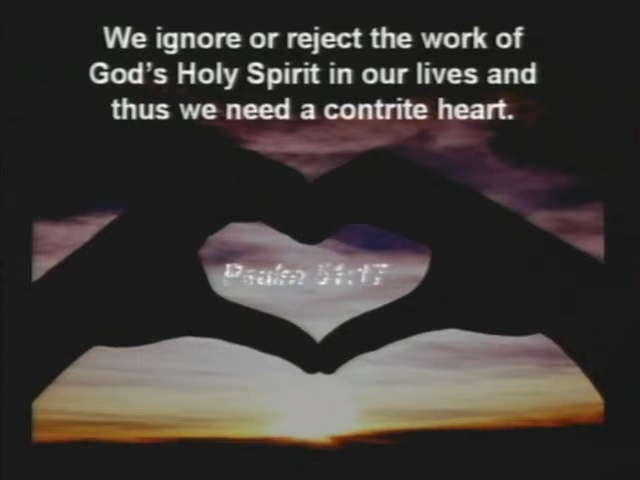 We ignore or reject the work of
God's Holy Spirit in our lives and
thus we need a contrite heart.
Psalm 51:17